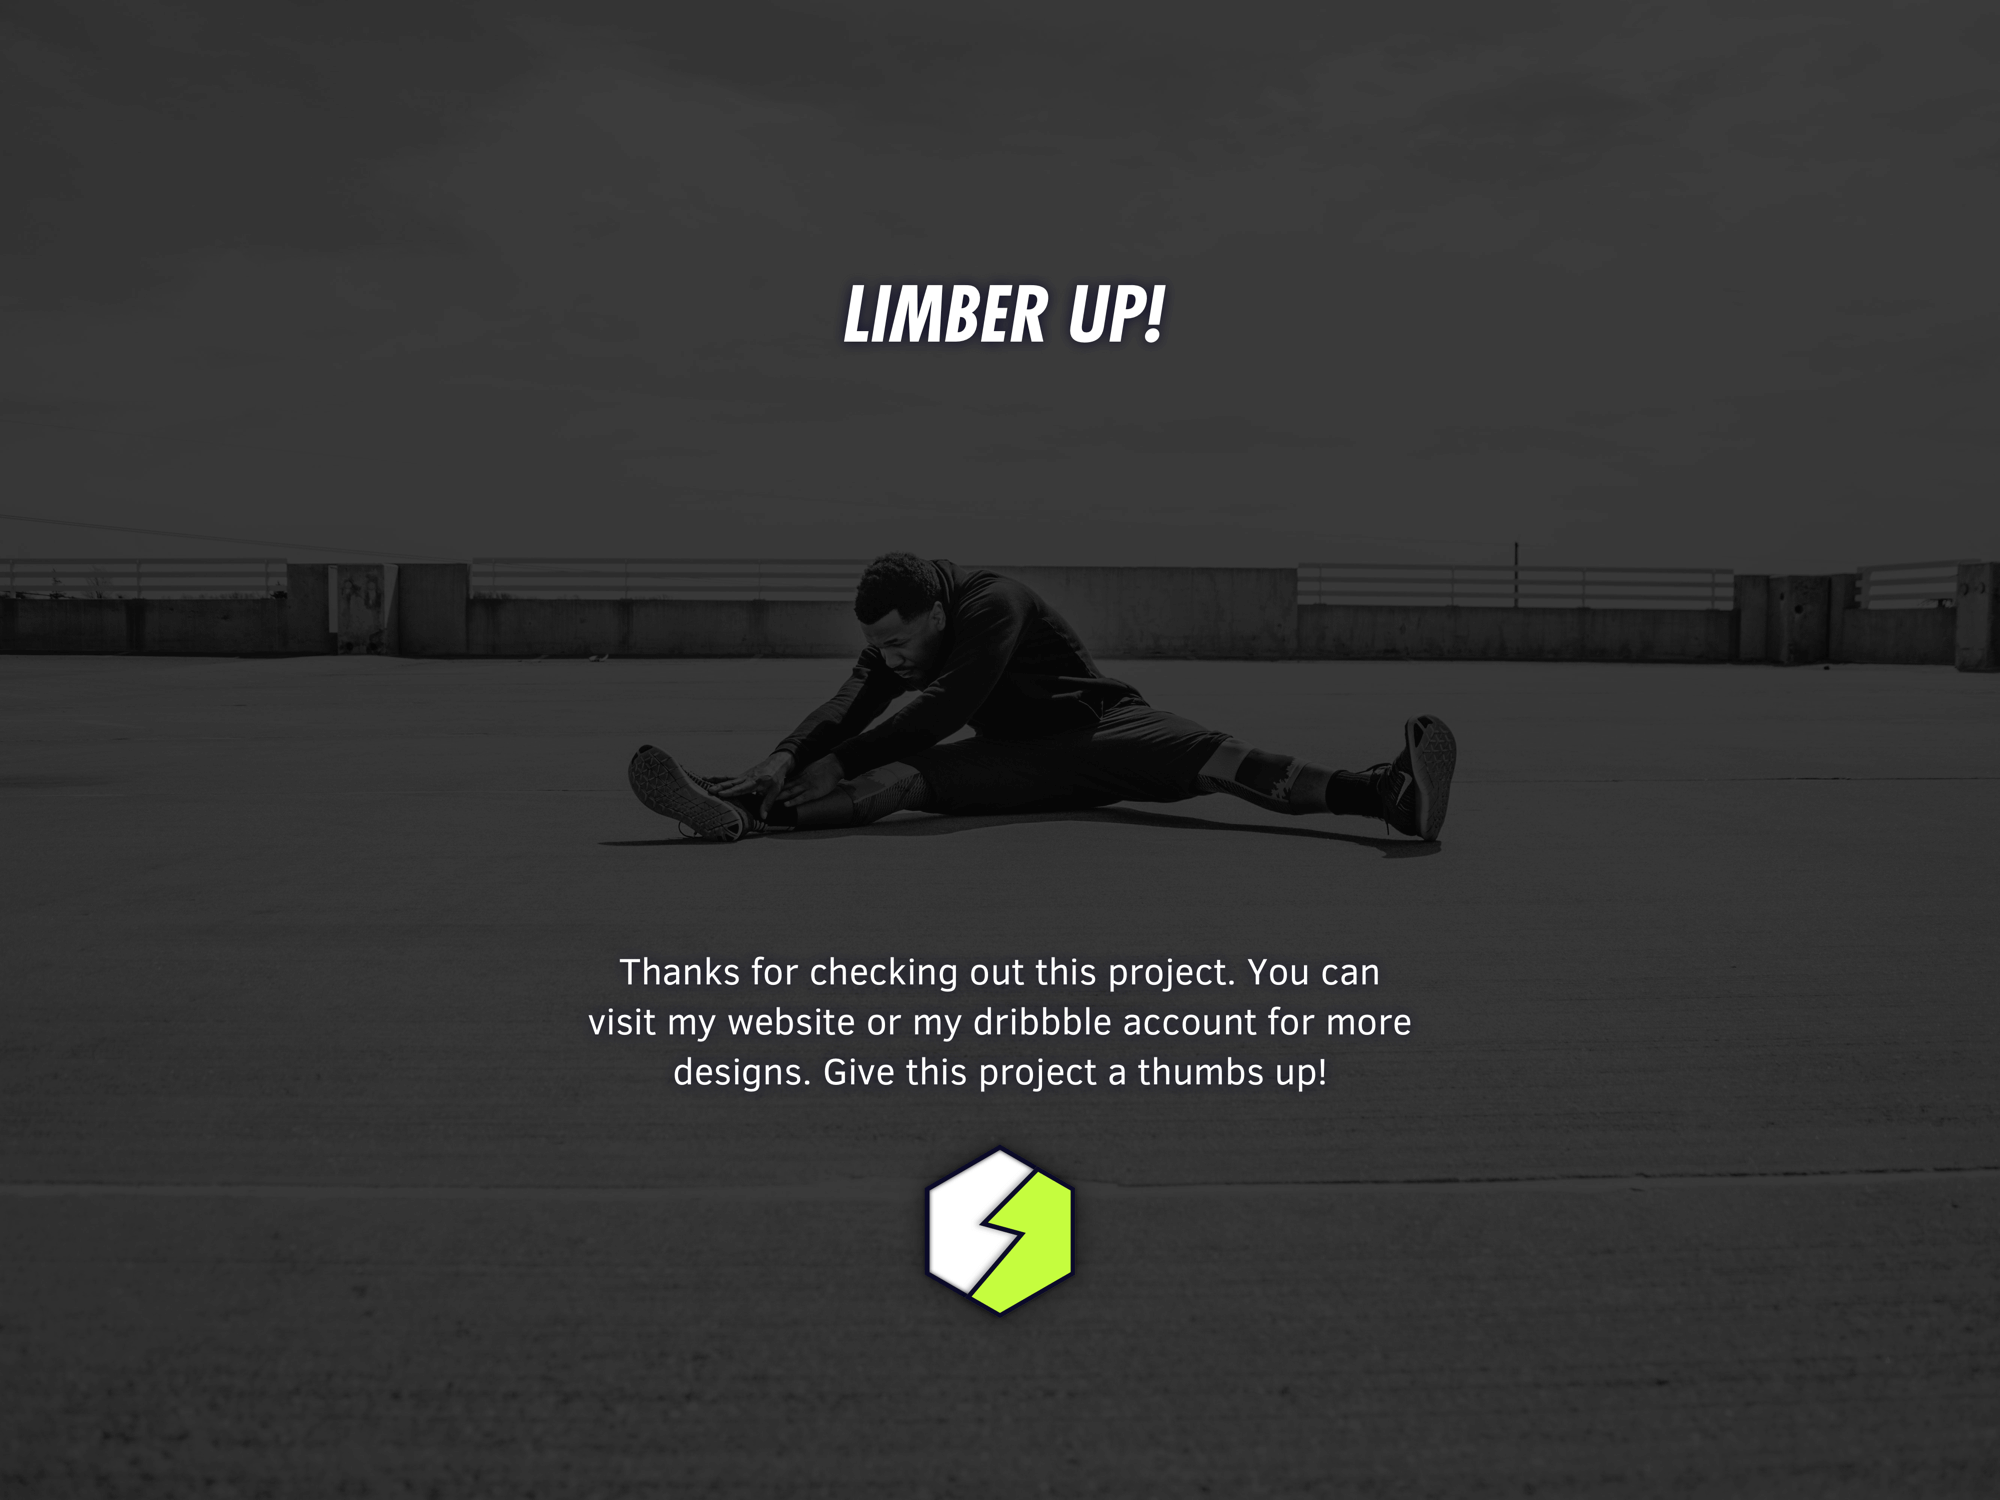 LIMBER UP!
Thanks for checking out this project. You can
visit my website or my dribbble account for more
designs. Give this project a thumbs up!